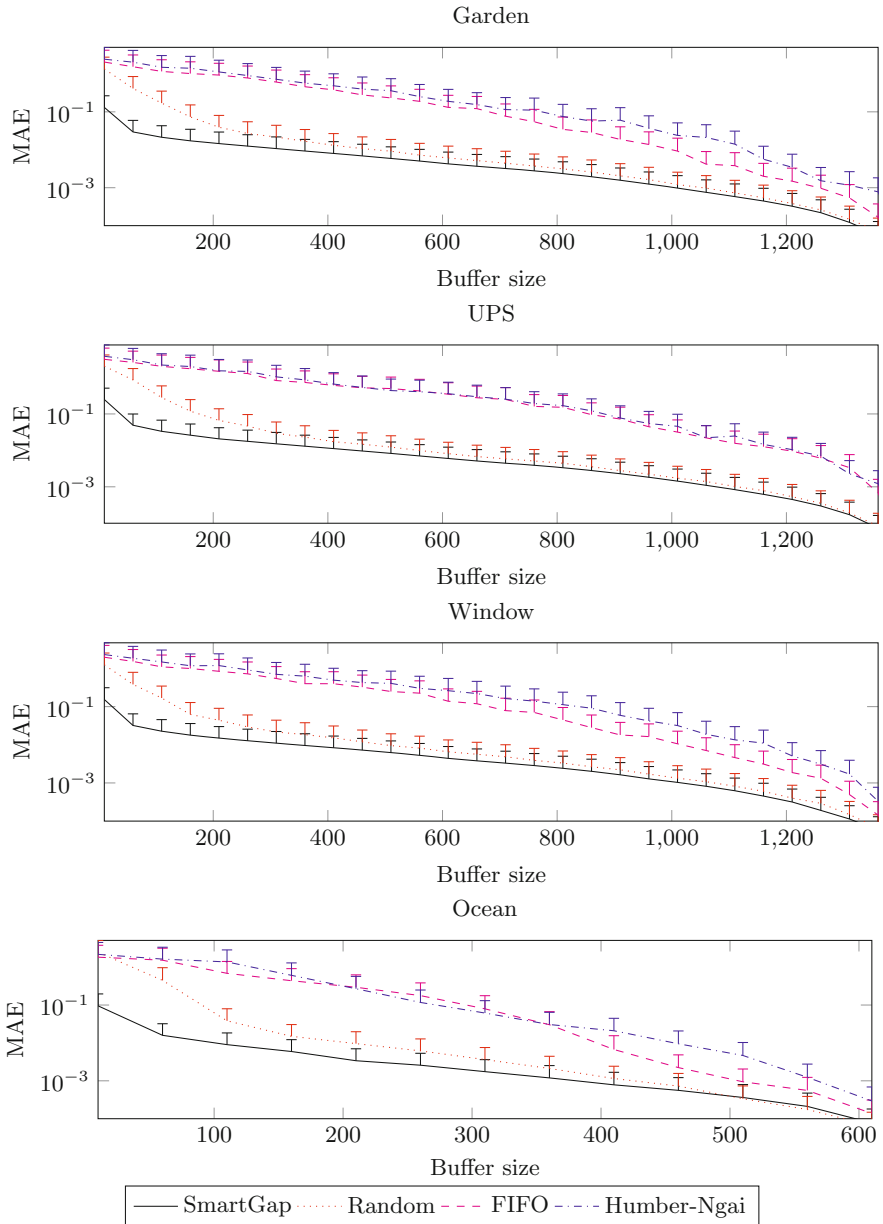 Garden
MAE
10−1
10−3
200 400 600 800 1,000 1,200
Buffer size
UPS
MAE
10−1
10−3
200 400 600 800 1,000 1,200
Buffer size
Window
MAE
10−1
10−3
200 400 600 800 1,000 1,200
Buffer size
Ocean
MAE
10−1
10−3
100 200 300 400 500 600
Buffer size
SmartGap Random FIFO Humber-Ngai